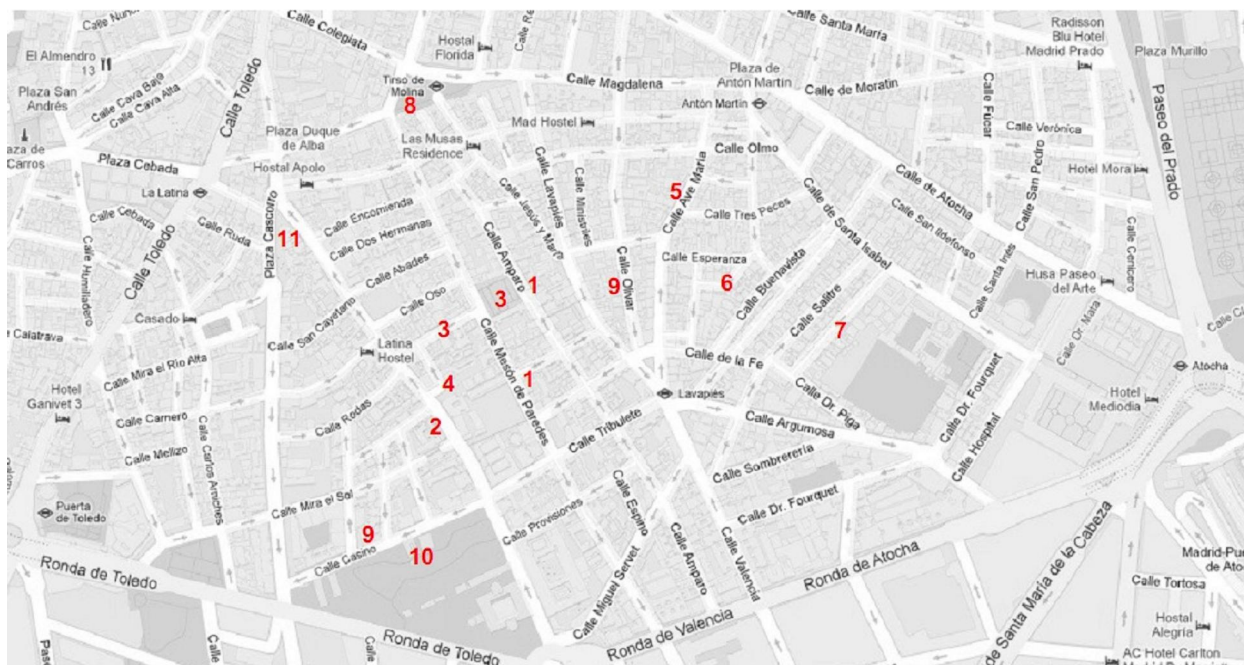 Calle Colegiata
Hostal
Florida
Calle Santa María
Radisson
Blu Hotel
Madrid Prado
Plaza Murillo
El Almendro
13
Calle Toledo
Tirso de
Molina
Calle Magdalena
Plaza de
Antón Martín
Calle de Moratín
Plaza San
Andrés
Calle Cava Baja
Calle Cava Alta
8
Antón Martín
Calle Fúcar
Paseo del Prado
Plaza Duque
de Alba
Las Musas
Residence
Mad Hostel
Calle Verónica
Plaza de
Carros
Plaza Cebada
Hostal Apolo
Calle Olmo
Calle San Pedro
Hotel Mora
La Latina
Calle Lavapiés
Calle Ministriles
5
Calle Ave María
Calle de Atocha
Calle Cebada
Calle Ruda
Plaza Cascorro
Calle Encomienda
Calle Jesús y María
Calle Tres Peces
Calle de Santa Isabel
Calle San Ildefonso
11
Calle Dos Hermanas
Calle Amparo
Calle Humilladero
Calle Toledo
Calle Abades
Calle Olivar
Calle Esperanza
Calle Buenavista
Calle Santa Inés
Calle Cenicero
Husa Paseo
del Arte
1
9
6
3
Calle Oso
Calle Salitre
7
Calle Calatrava
Casado
Calle San Cayetano
3
Calle Dr. Mata
Latina
Hostel
Calle Mesón de Paredes
Calle de la Fe
Atocha
Calle Mira el Río Alta
4
1
Hotel
Ganivet 3
Lavapiés
Calle Dr. Piga
Calle Dr. Fourquet
Hotel
Mediodia
Calle Carnero
Calle Rodas
2
Calle Tribulete
Calle Argumosa
Calle Hospital
Calle Mellizo
Calle Carlos Arniches
Calle Sombrerería
Puerta
de Toledo
Calle Mira el Sol
Calle Provisiones
Calle Espino
Calle Dr. Fourquet
9
Calle Casino
10
Calle Amparo
Calle Valencia
Ronda de Atocha
Ronda de Toledo
Calle Miguel Servet
de Santa María de la Cabeza
Calle Tortosa
Ronda de Toledo
Ronda de Valencia
Hostal
Alegría
AC Hotel Carlton